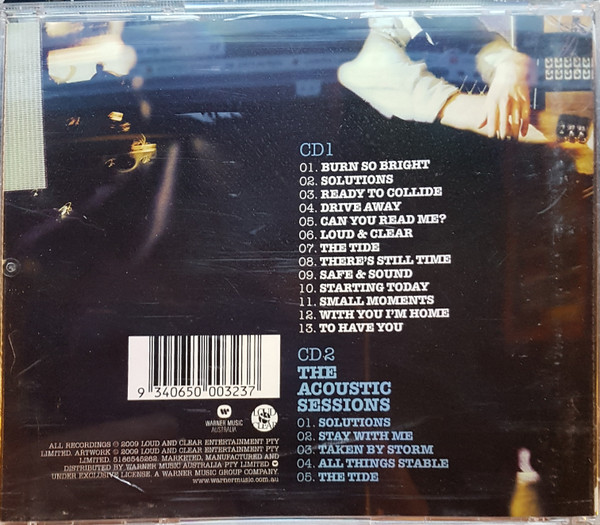 CD1
01. BURN SO BRIGHT
02. SOLUTIONS
03. READY TO COLLIDE
04. DRIVE AWAY
05. CAN YOU READ ME?
06. LOUD & CLEAR
07. THE TIDE
08. THERE'S STILL TIME
09. SAFE & SOUND
10. STARTING TODAY
11. SMALL MOMENTS
12. WITH YOU I'M HOME
13. TO HAVE YOU
CD2
THE
ACOUSTIC
SESSIONS
01. SOLUTIONS
02. STAY WITH ME
03. TAKEN BY STORM
04. ALL THINGS STABLE
05. THE TIDE
9 340650 003237
WARNER MUSIC
AUSTRALIA
LOUD & CLEAR
ALL RECORDINGS © 2009 LOUD AND CLEAR ENTERTAINMENT PTY
LIMITED. ARTWORK © 2009 LOUD AND CLEAR ENTERTAINMENT PTY
LIMITED. 5186545262. MARKETED, MANUFACTURED AND
DISTRIBUTED BY WARNER MUSIC AUSTRALIA PTY LIMITED
UNDER EXCLUSIVE LICENSE. A WARNER MUSIC GROUP COMPANY.
www.warnermusic.com.au